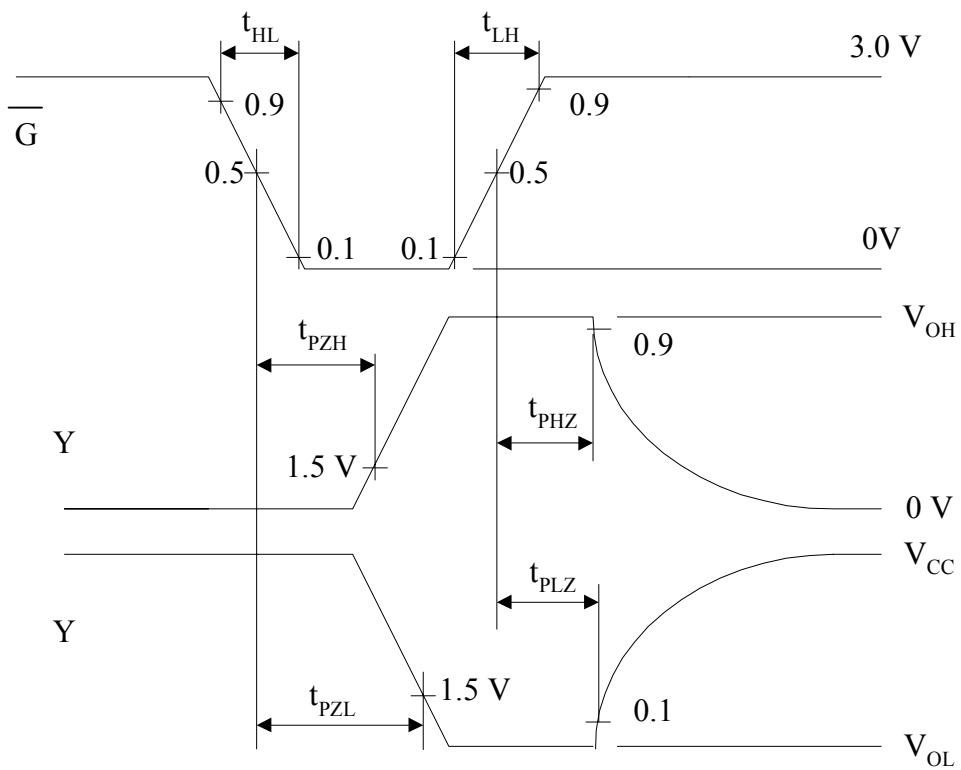 t_HL
t_LH
3.0 V
G̅
0.9
0.9
0.5
0.5
0.1
0.1
0V
V_OH
t_PZH
0.9
t_PHZ
Y
1.5 V
0 V
V_CC
t_PLZ
Y
1.5 V
t_PZL
0.1
V_OL